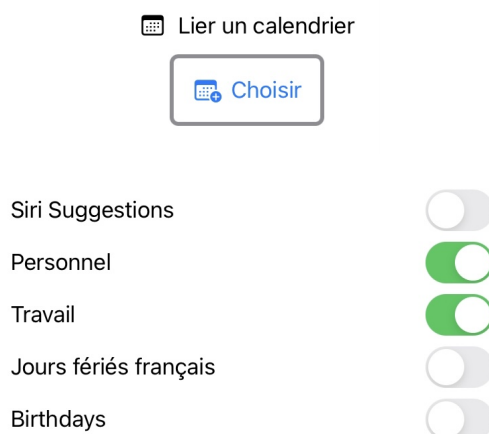 Lier un calendrier
Choisir
Siri Suggestions
Personnel
Travail
Jours fériés français
Birthdays